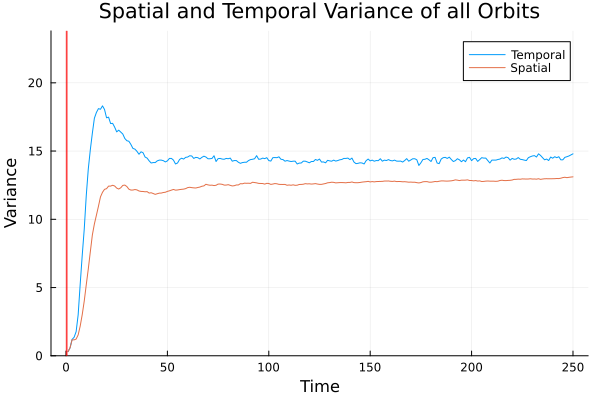 Spatial and Temporal Variance of all Orbits
Temporal
Spatial
Variance
20
15
10
5
0
0 50 100 150 200 250
Time